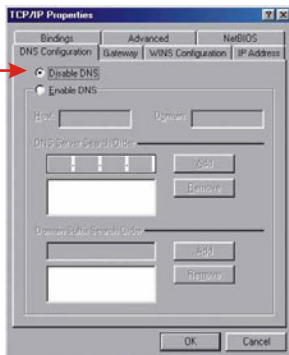 TCP/IP Properties
Bindings Advanced NetBIOS
DNS Configuration Gateway WINS Configuration IP Address
Disable DNS
Enable DNS
Host: Domain:
DNS Server Search Order
Add
Remove
Domain Suffix Search Order
Add
Remove
OK Cancel